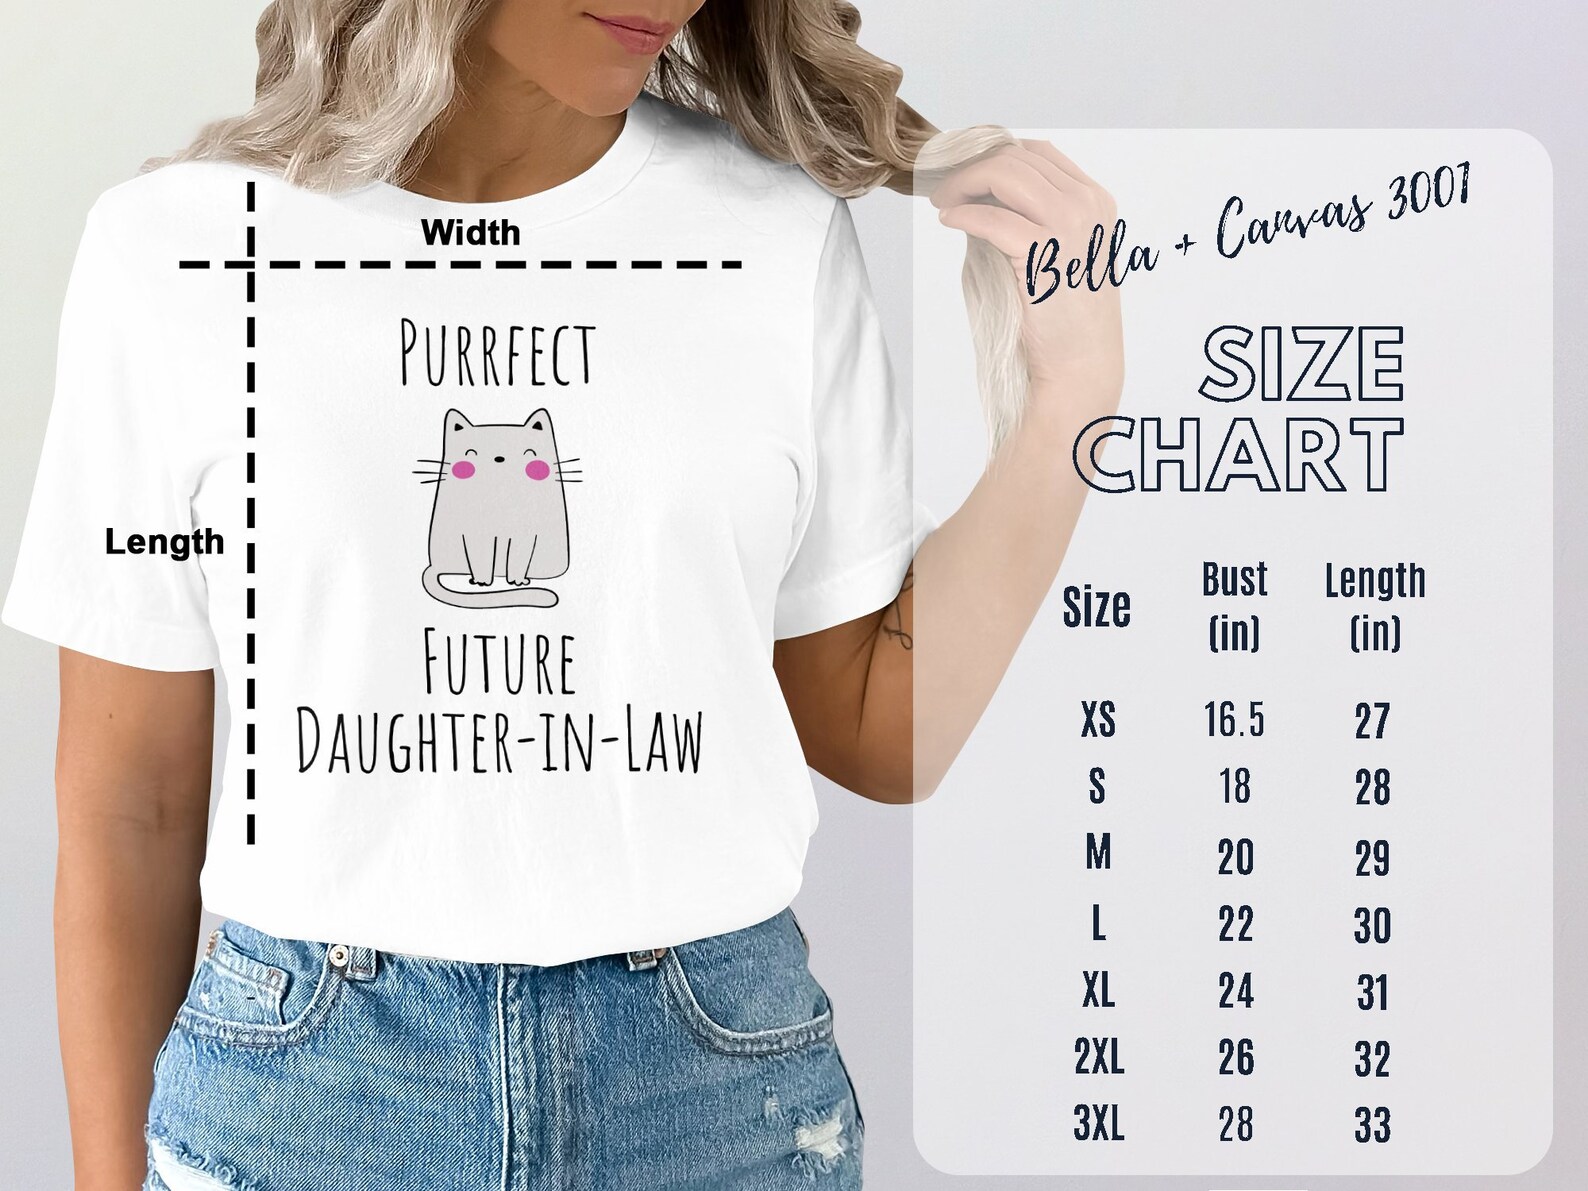 Width
Length
PURRFECT
FUTURE
DAUGHTER-IN-LAW
Bella + Canvas 3001
SIZE
CHART
Size Bust (in) Length (in)
XS 16.5 27
S 18 28
M 20 29
L 22 30
XL 24 31
2XL 26 32
3XL 28 33